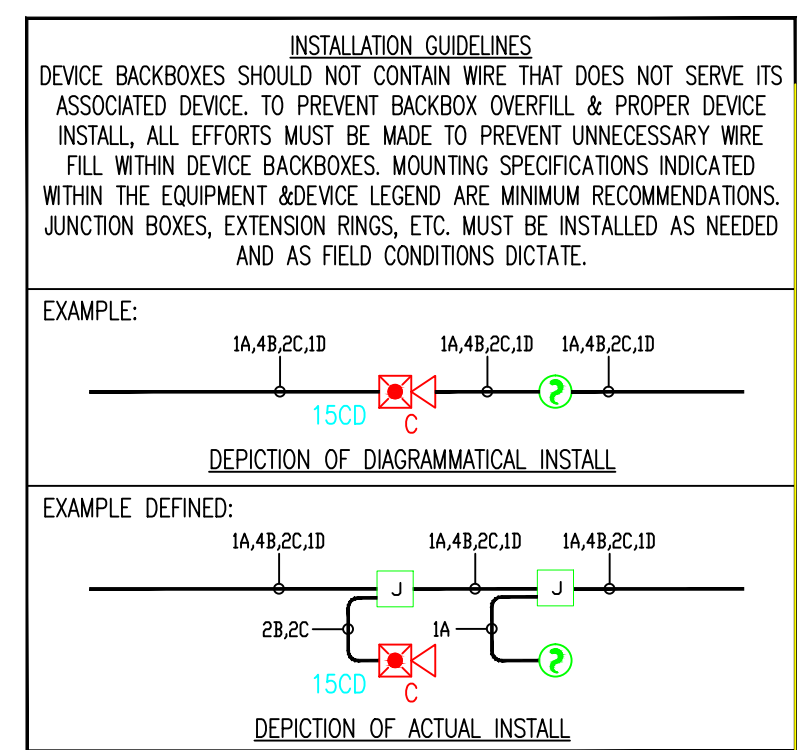 INSTALLATION GUIDELINES
DEVICE BACKBOXES SHOULD NOT CONTAIN WIRE THAT DOES NOT SERVE ITS
ASSOCIATED DEVICE. TO PREVENT BACKBOX OVERFILL & PROPER DEVICE
INSTALL, ALL EFFORTS MUST BE MADE TO PREVENT UNNECESSARY WIRE
FILL WITHIN DEVICE BACKBOXES. MOUNTING SPECIFICATIONS INDICATED
WITHIN THE EQUIPMENT &DEVICE LEGEND ARE MINIMUM RECOMMENDATIONS.
JUNCTION BOXES, EXTENSION RINGS, ETC. MUST BE INSTALLED AS NEEDED
AND AS FIELD CONDITIONS DICTATE.
EXAMPLE:
1A,4B,2C,1D 1A,4B,2C,1D 1A,4B,2C,1D
15CD C
DEPICTION OF DIAGRAMMATICAL INSTALL
EXAMPLE DEFINED:
1A,4B,2C,1D 1A,4B,2C,1D 1A,4B,2C,1D
J J
2B,2C 1A
15CD C
DEPICTION OF ACTUAL INSTALL